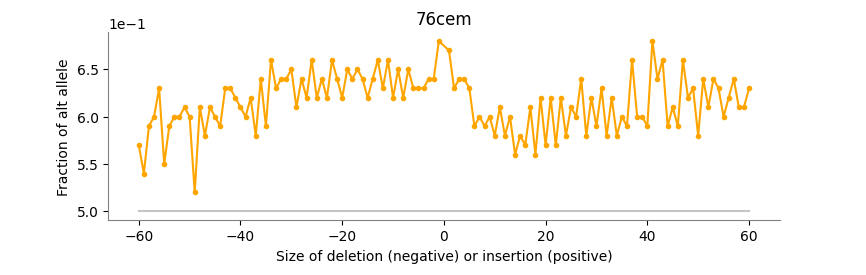 76cem
1e−1
6.5
6.0
5.5
5.0
Fraction of alt allele
−60 −40 −20 0 20 40 60
Size of deletion (negative) or insertion (positive)